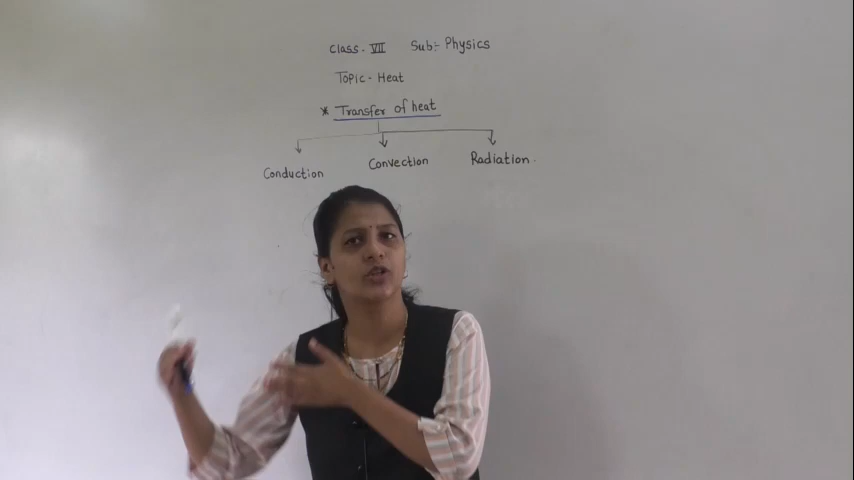 Class - VII Sub:- Physics
Topic - Heat
* Transfer of heat
Conduction Convection Radiation.